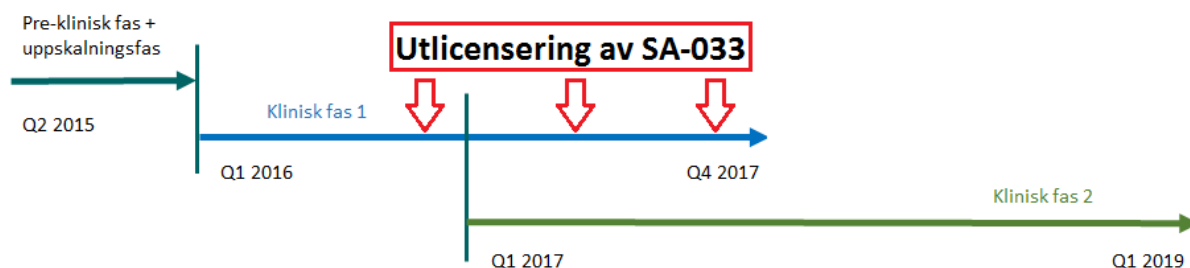 Pre-klinisk fas +
uppskalningsfas
Utlicensering av SA-033
Klinisk fas 1
Q2 2015
Q1 2016
Q4 2017
Klinisk fas 2
Q1 2017
Q1 2019